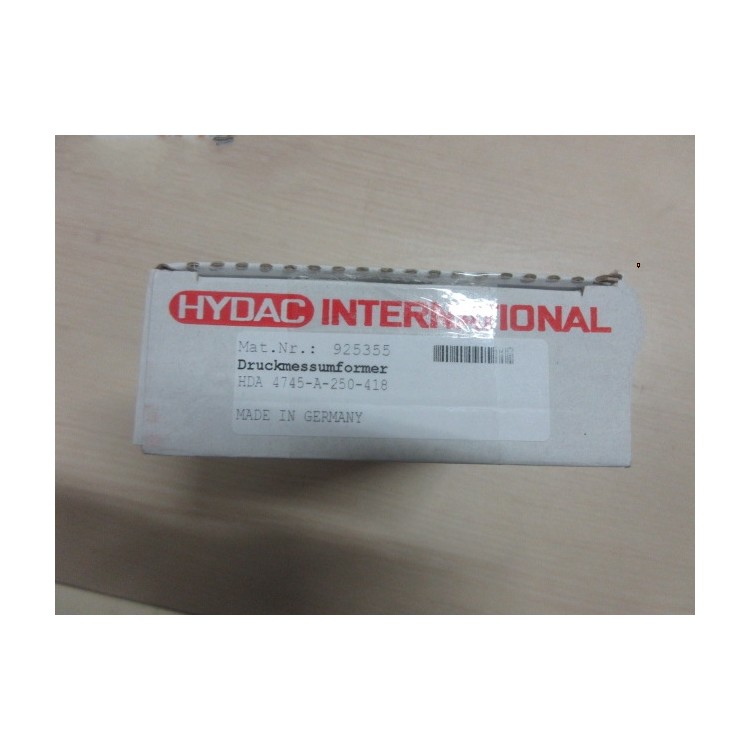 HYDAC INTERNATIONAL
Mat.Nr.: 925355
Druckmessumformer
HDA 4745-A-250-418
MADE IN GERMANY